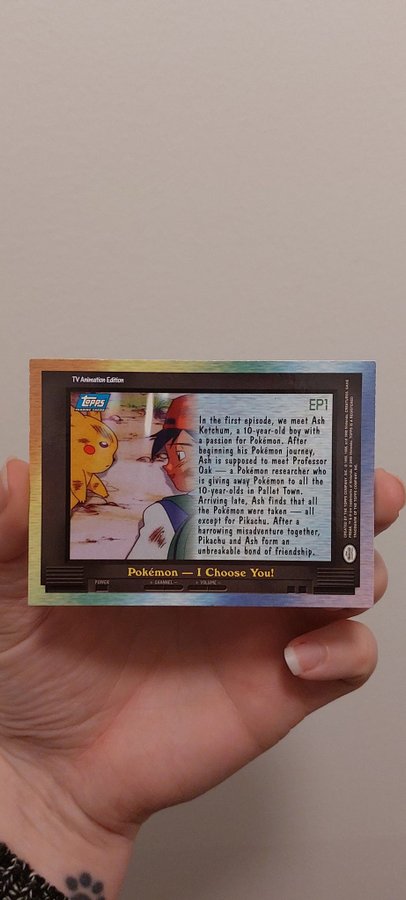 TV Animation Edition
Topps
EP1
In the first episode, we meet Ash
Ketchum, a 10-year-old boy with
a passion for Pokémon. After
beginning his Pokémon journey,
Ash is supposed to meet Professor
Oak — a Pokémon researcher who
is giving away Pokémon to all the
10-year-olds in Pallet Town.
Arriving late, Ash finds that all
the Pokémon were taken — all
except for Pikachu. After a
harrowing misadventure together,
Pikachu and Ash form an
unbreakable bond of friendship.
Pokémon — I Choose You!
POWER
CHANNEL
VOLUME